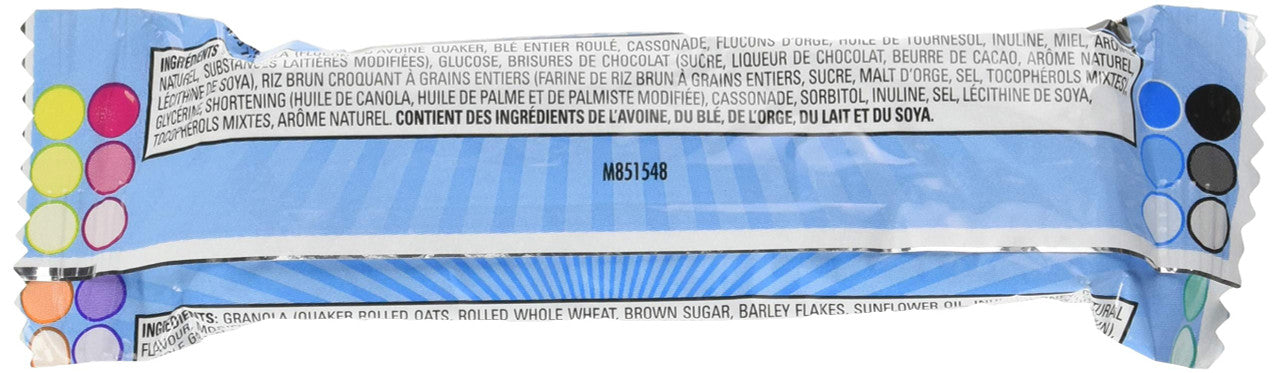 INGRÉDIENTS D'AVOINE QUAKER, BLÉ ENTIER ROULÉ, CASSONADE, FLOCONS D'ORGE, HUILE DE TOURNESOL, INULINE, MIEL, ARÔME
NATUREL, SUBSTANCES LAITIÈRES MODIFIÉES), GLUCOSE, BRISURES DE CHOCOLAT (SUCRE, LIQUEUR DE CHOCOLAT, BEURRE DE CACAO, ARÔME NATUREL,
LÉCITHINE DE SOYA), RIZ BRUN CROQUANT À GRAINS ENTIERS (FARINE DE RIZ BRUN À GRAINS ENTIERS, SUCRE, MALT D'ORGE, SEL, TOCOPHÉROLS MIXTES),
GLYCÉRINE, SHORTENING (HUILE DE CANOLA, HUILE DE PALME ET DE PALMISTE MODIFIÉE), CASSONADE, SORBITOL, INULINE, SEL, LÉCITHINE DE SOYA,
TOCOPHÉROLS MIXTES, ARÔME NATUREL. CONTIENT DES INGRÉDIENTS DE L'AVOINE, DU BLÉ, DE L'ORGE, DU LAIT ET DU SOYA.
M851548
INGREDIENTS: GRANOLA (QUAKER ROLLED OATS, ROLLED WHOLE WHEAT, BROWN SUGAR, BARLEY FLAKES, SUNFLOWER OIL,
FLAVOUR,